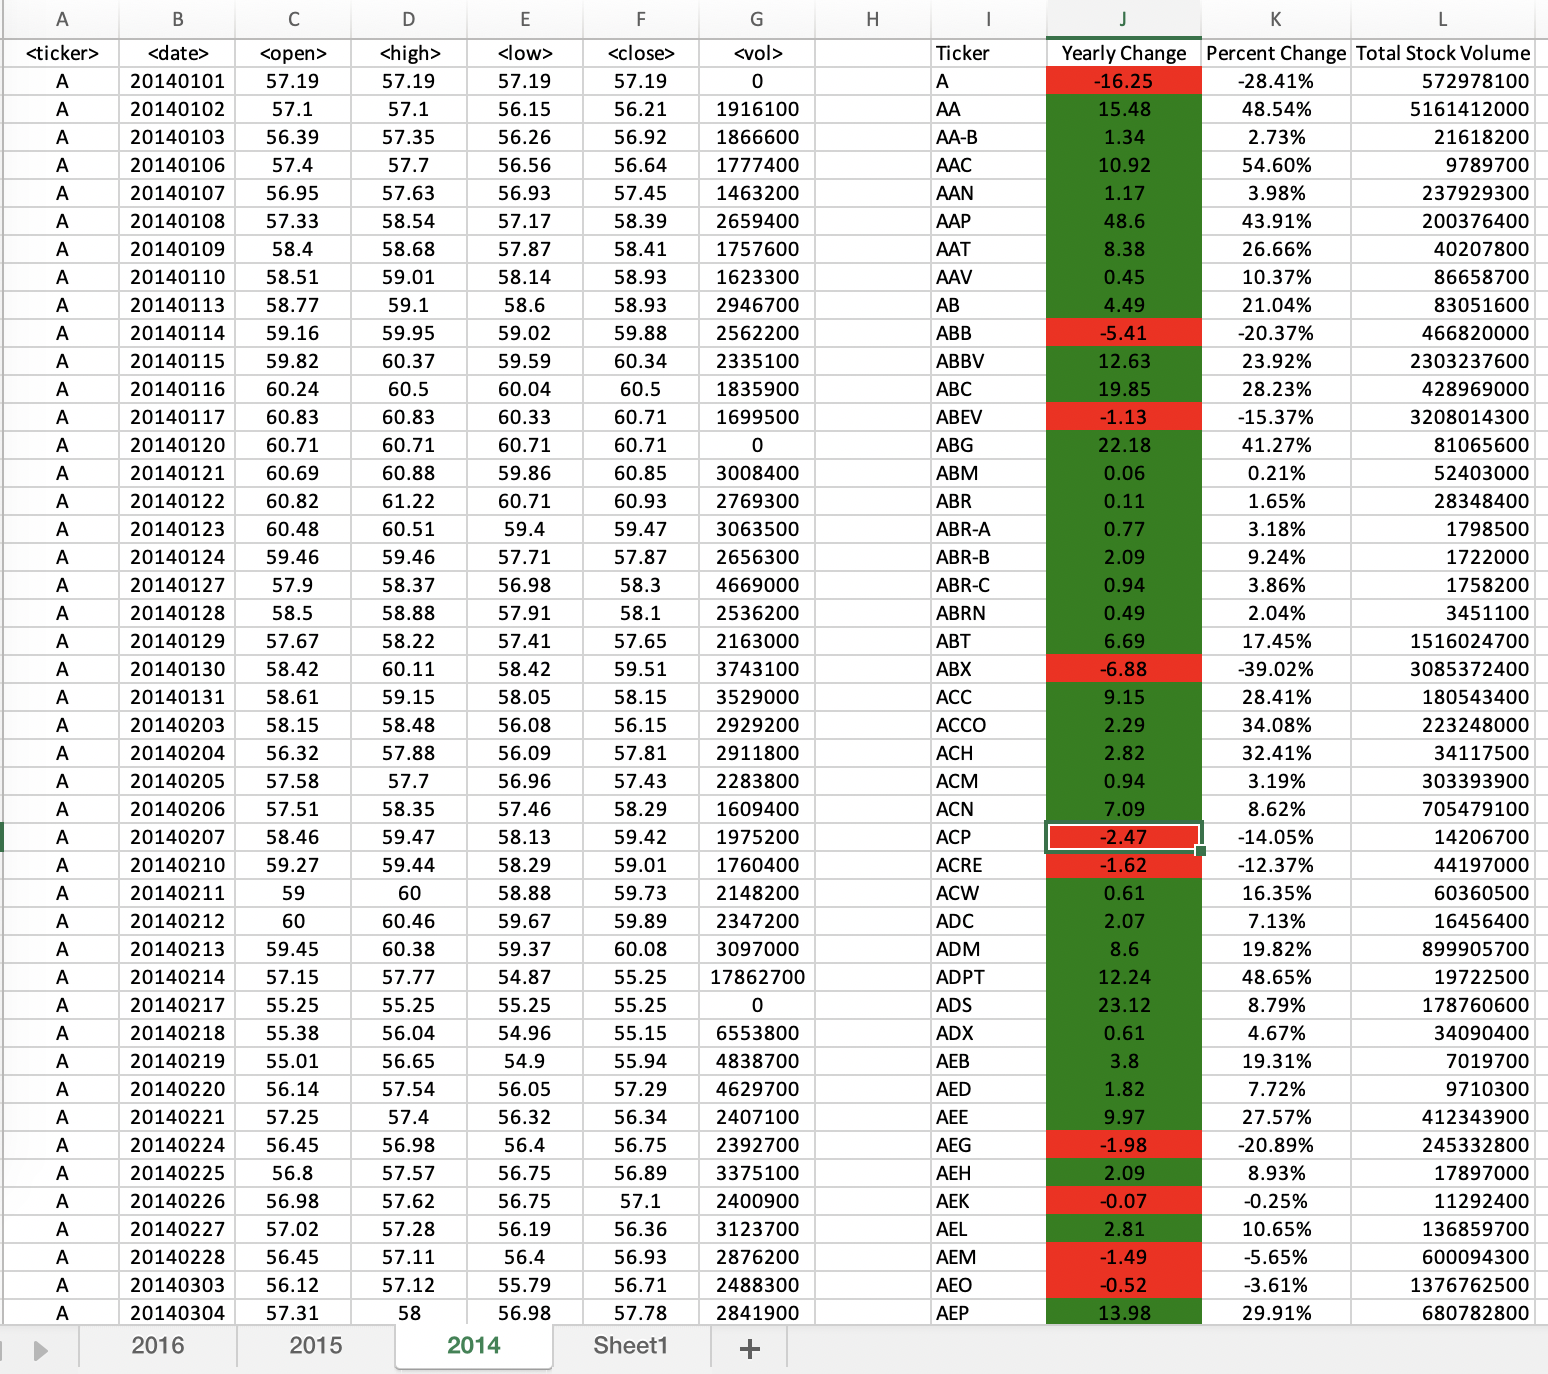 A B C D E F G H I J K L
<ticker> <date> <open> <high> <low> <close> <vol> Ticker Yearly Change Percent Change Total Stock Volume
A 20140101 57.19 57.19 57.19 57.19 0 A -16.25 -28.41% 572978100
A 20140102 57.1 57.1 56.15 56.21 1916100 AA 15.48 48.54% 5161412000
A 20140103 56.39 57.35 56.26 56.92 1866600 AA-B 1.34 2.73% 21618200
A 20140106 57.4 57.7 56.56 56.64 1777400 AAC 10.92 54.60% 9789700
A 20140107 56.95 57.63 56.93 57.45 1463200 AAN 1.17 3.98% 237929300
A 20140108 57.33 58.54 57.17 58.39 2659400 AAP 48.6 43.91% 200376400
A 20140109 58.4 58.68 57.87 58.41 1757600 AAT 8.38 26.66% 40207800
A 20140110 58.51 59.01 58.14 58.93 1623300 AAV 0.45 10.37% 86658700
A 20140113 58.77 59.1 58.6 58.93 2946700 AB 4.49 21.04% 83051600
A 20140114 59.16 59.95 59.02 59.88 2562200 ABB -5.41 -20.37% 466820000
A 20140115 59.82 60.37 59.59 60.34 2335100 ABBV 12.63 23.92% 2303237600
A 20140116 60.24 60.5 60.04 60.5 1835900 ABC 19.85 28.23% 428969000
A 20140117 60.83 60.83 60.33 60.71 1699500 ABEV -1.13 -15.37% 3208014300
A 20140120 60.71 60.71 60.71 60.71 0 ABG 22.18 41.27% 81065600
A 20140121 60.69 60.88 59.86 60.85 3008400 ABM 0.06 0.21% 52403000
A 20140122 60.82 61.22 60.71 60.93 2769300 ABR 0.11 1.65% 28348400
A 20140123 60.48 60.51 59.4 59.47 3063500 ABR-A 0.77 3.18% 1798500
A 20140124 59.46 59.46 57.71 57.87 2656300 ABR-B 2.09 9.24% 1722000
A 20140127 57.9 58.37 56.98 58.3 4669000 ABR-C 0.94 3.86% 1758200
A 20140128 58.5 58.88 57.91 58.1 2536200 ABRN 0.49 2.04% 3451100
A 20140129 57.67 58.22 57.41 57.65 2163000 ABT 6.69 17.45% 1516024700
A 20140130 58.42 60.11 58.42 59.51 3743100 ABX -6.88 -39.02% 3085372400
A 20140131 58.61 59.15 58.05 58.15 3529000 ACC 9.15 28.41% 180543400
A 20140203 58.15 58.48 56.08 56.15 2929200 ACCO 2.29 34.08% 223248000
A 20140204 56.32 57.88 56.09 57.81 2911800 ACH 2.82 32.41% 34117500
A 20140205 57.58 57.7 56.96 57.43 2283800 ACM 0.94 3.19% 303393900
A 20140206 57.51 58.35 57.46 58.29 1609400 ACN 7.09 8.62% 705479100
A 20140207 58.46 59.47 58.13 59.42 1975200 ACP -2.47 -14.05% 14206700
A 20140210 59.27 59.44 58.29 59.01 1760400 ACRE -1.62 -12.37% 44197000
A 20140211 59 60 58.88 59.73 2148200 ACW 0.61 16.35% 60360500
A 20140212 60 60.46 59.67 59.89 2347200 ADC 2.07 7.13% 16456400
A 20140213 59.45 60.38 59.37 60.08 3097000 ADM 8.6 19.82% 899905700
A 20140214 57.15 57.77 54.87 55.25 17862700 ADPT 12.24 48.65% 19722500
A 20140217 55.25 55.25 55.25 55.25 0 ADS 23.12 8.79% 178760600
A 20140218 55.38 56.04 54.96 55.15 6553800 ADX 0.61 4.67% 34090400
A 20140219 55.01 56.65 54.9 55.94 4838700 AEB 3.8 19.31% 7019700
A 20140220 56.14 57.54 56.05 57.29 4629700 AED 1.82 7.72% 9710300
A 20140221 57.25 57.4 56.32 56.34 2407100 AEE 9.97 27.57% 412343900
A 20140224 56.45 56.98 56.4 56.75 2392700 AEG -1.98 -20.89% 245332800
A 20140225 56.8 57.57 56.75 56.89 3375100 AEH 2.09 8.93% 17897000
A 20140226 56.98 57.62 56.75 57.1 2400900 AEK -0.07 -0.25% 11292400
A 20140227 57.02 57.28 56.19 56.36 3123700 AEL 2.81 10.65% 136859700
A 20140228 56.45 57.11 56.4 56.93 2876200 AEM -1.49 -5.65% 600094300
A 20140303 56.12 57.12 55.79 56.71 2488300 AEO -0.52 -3.61% 1376762500
A 20140304 57.31 58 56.98 57.78 2841900 AEP 13.98 29.91% 680782800
2016 2015 2014 Sheet1 +